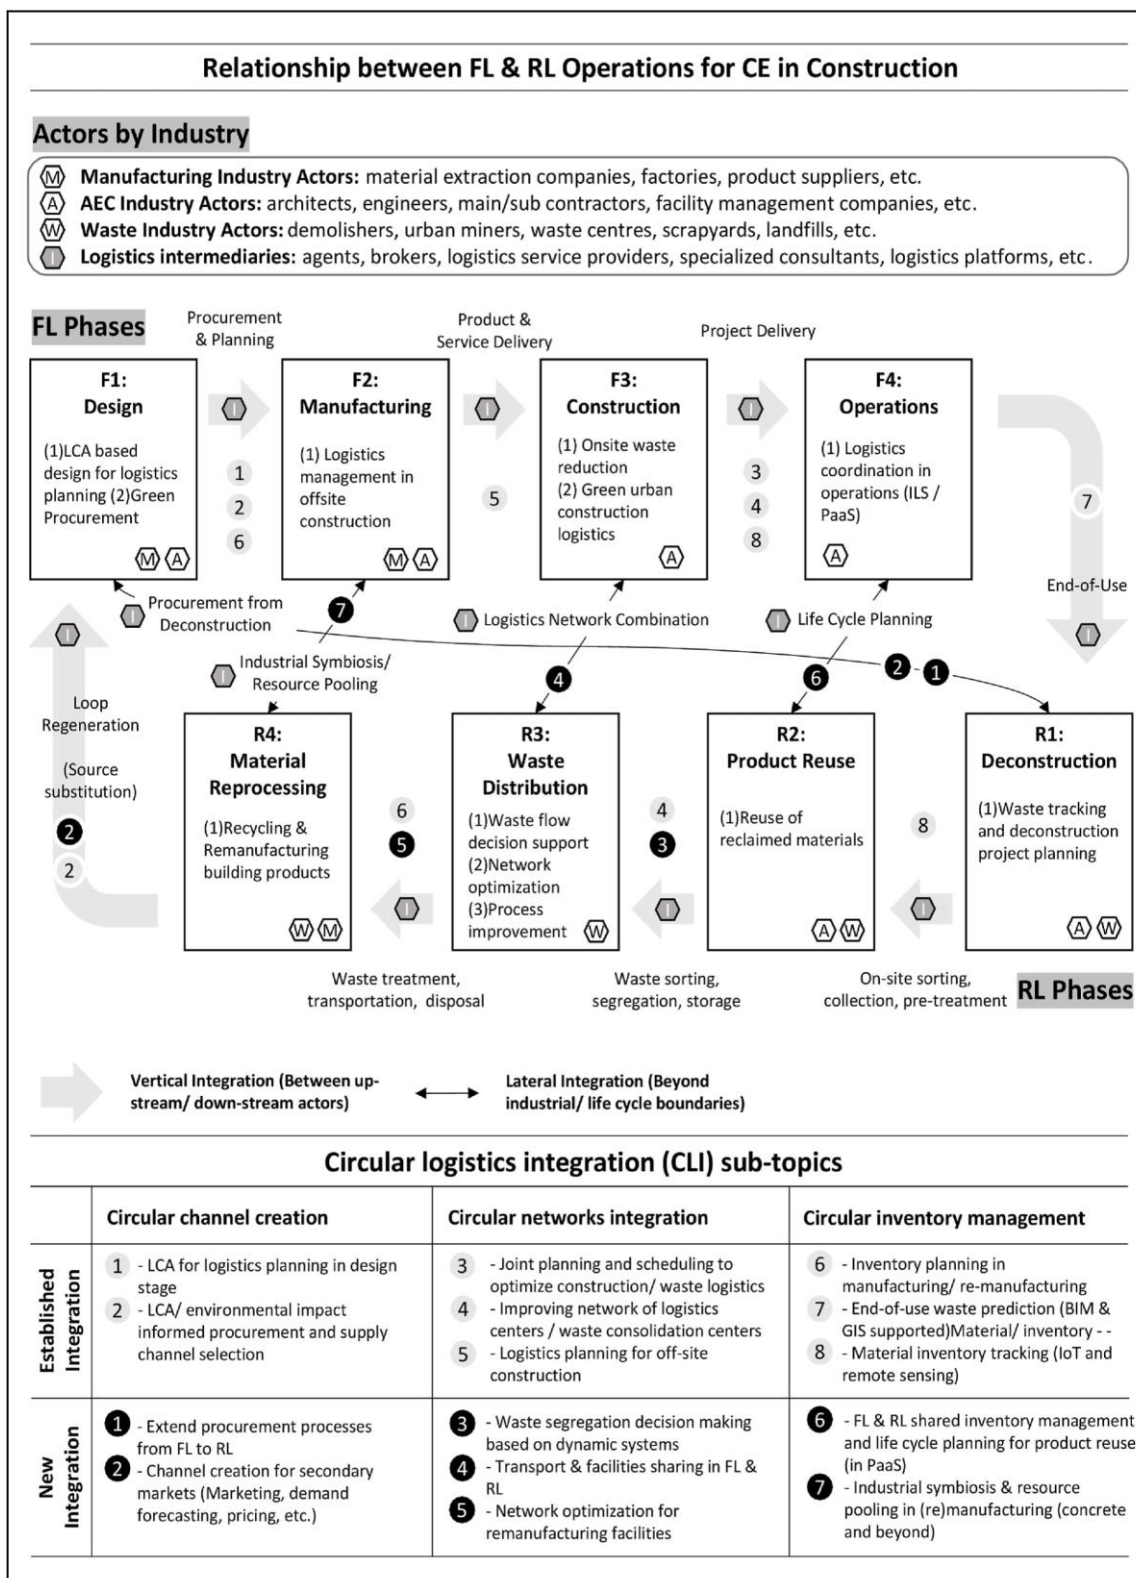 Relationship between FL & RL Operations for CE in Construction
Actors by Industry
M Manufacturing Industry Actors: material extraction companies, factories, product suppliers, etc.
A AEC Industry Actors: architects, engineers, main/sub contractors, facility management companies, etc.
W Waste Industry Actors: demolishers, urban miners, waste centres, scrapyards, landfills, etc.
I Logistics intermediaries: agents, brokers, logistics service providers, specialized consultants, logistics platforms, etc.
FL Phases
Procurement
& Planning
Product &
Service Delivery
Project Delivery
F1:
Design
(1)LCA based
design for logistics
planning (2)Green
Procurement
M A
I
1
2
6
F2:
Manufacturing
(1) Logistics
management in
offsite
construction
M A
I
5
F3:
Construction
(1) Onsite waste
reduction
(2) Green urban
construction
logistics
A
I
3
4
8
F4:
Operations
(1) Logistics
coordination in
operations (ILS /
PaaS)
A
7
End-of-Use
I
I
Procurement from
Deconstruction
7
I Logistics Network Combination
I Life Cycle Planning
I
I
Industrial Symbiosis/
Resource Pooling
4
6
2
1
Loop
Regeneration
(Source
substitution)
2
2
R4:
Material
Reprocessing
(1)Recycling &
Remanufacturing
building products
W M
6
5
I
R3:
Waste
Distribution
(1)Waste flow
decision support
(2)Network
optimization
(3)Process
improvement
W
4
3
I
R2:
Product Reuse
(1)Reuse of
reclaimed materials
A W
8
I
R1:
Deconstruction
(1)Waste tracking
and deconstruction
project planning
A W
Waste treatment,
transportation, disposal
Waste sorting,
segregation, storage
On-site sorting,
collection, pre-treatment
RL Phases
Vertical Integration (Between up-
stream/ down-stream actors)
Lateral Integration (Beyond
industrial/ life cycle boundaries)
Circular logistics integration (CLI) sub-topics
Circular channel creation
Circular networks integration
Circular inventory management
Established
Integration
1 - LCA for logistics planning in design
stage
2 - LCA/ environmental impact
informed procurement and supply
channel selection
3 - Joint planning and scheduling to
optimize construction/ waste logistics
4 - Improving network of logistics
centers / waste consolidation centers
5 - Logistics planning for off-site
construction
6 - Inventory planning in
manufacturing/ re-manufacturing
7 - End-of-use waste prediction (BIM &
GIS supported)Material/ inventory - -
8 - Material inventory tracking (IoT and
remote sensing)
New
Integration
1 - Extend procurement processes
from FL to RL
2 - Channel creation for secondary
markets (Marketing, demand
forecasting, pricing, etc.)
3 - Waste segregation decision making
based on dynamic systems
4 - Transport & facilities sharing in FL &
RL
5 - Network optimization for
remanufacturing facilities
6 - FL & RL shared inventory management
and life cycle planning for product reuse
(in PaaS)
7 - Industrial symbiosis & resource
pooling in (re)manufacturing (concrete
and beyond)